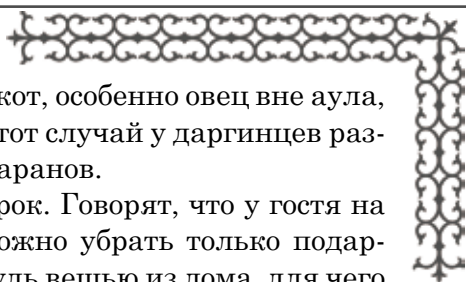 кот, особенно овец вне аула,
тот случай у даргинцев раз-
аранов.
рок. Говорят, что у гостя на
ожно убрать только подар-
удь вещью из дома, для чего